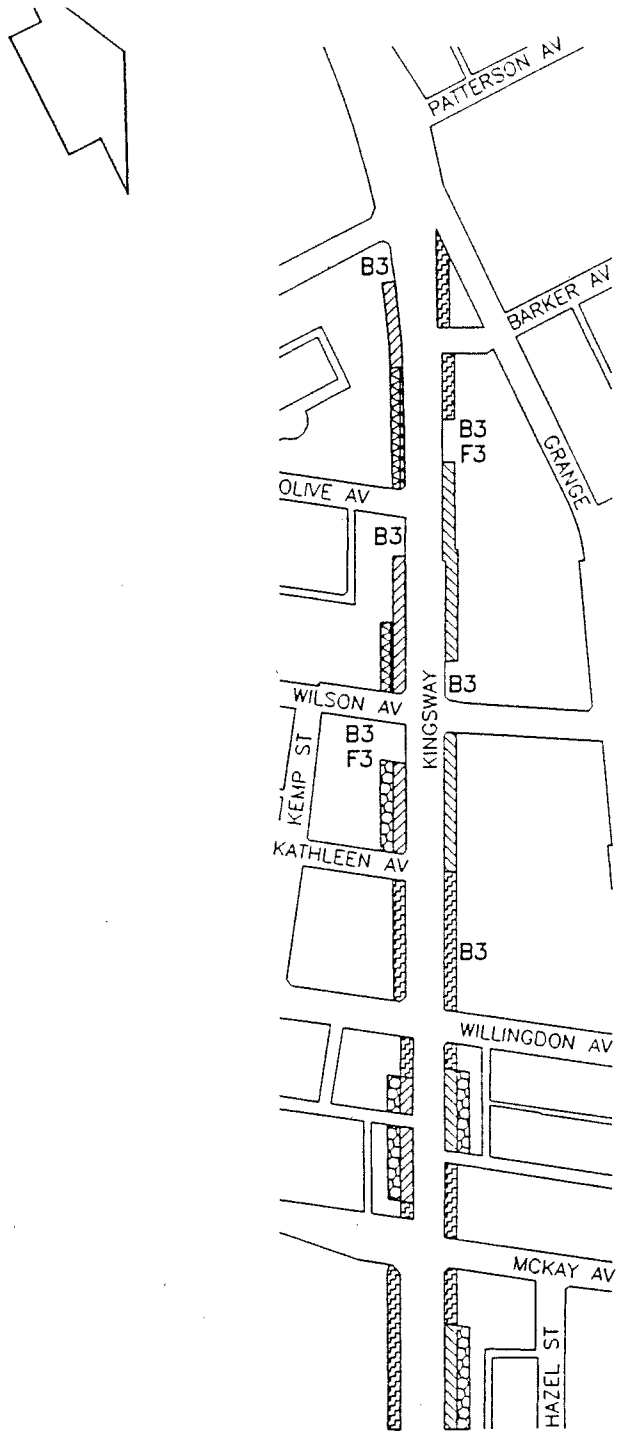 PATTERSON AV
B3
BARKER AV
B3
F3
GRANGE
OLIVE AV
B3
B3
WILSON AV
KINGSWAY
B3
F3
KEMP ST
KATHLEEN AV
B3
WILLINGDON AV
MCKAY AV
HAZEL ST